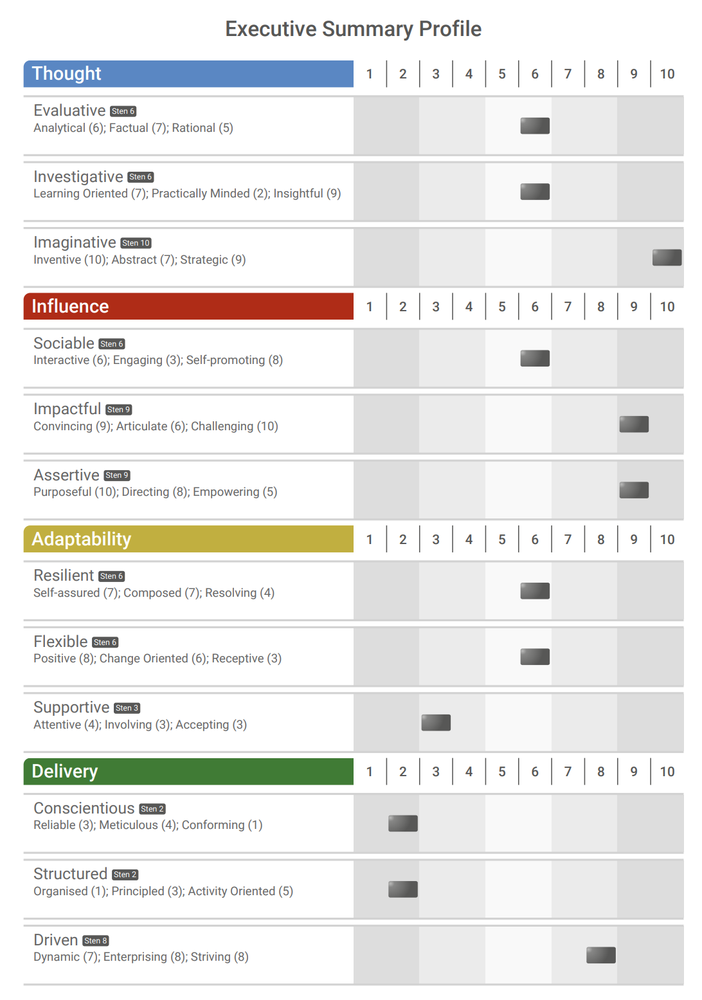 Executive Summary Profile
Thought 1 2 3 4 5 6 7 8 9 10
Evaluative Sten 6
Analytical (6); Factual (7); Rational (5)
Investigative Sten 6
Learning Oriented (7); Practically Minded (2); Insightful (9)
Imaginative Sten 10
Inventive (10); Abstract (7); Strategic (9)
Influence 1 2 3 4 5 6 7 8 9 10
Sociable Sten 6
Interactive (6); Engaging (3); Self-promoting (8)
Impactful Sten 9
Convincing (9); Articulate (6); Challenging (10)
Assertive Sten 9
Purposeful (10); Directing (8); Empowering (5)
Adaptability 1 2 3 4 5 6 7 8 9 10
Resilient Sten 6
Self-assured (7); Composed (7); Resolving (4)
Flexible Sten 6
Positive (8); Change Oriented (6); Receptive (3)
Supportive Sten 3
Attentive (4); Involving (3); Accepting (3)
Delivery 1 2 3 4 5 6 7 8 9 10
Conscientious Sten 2
Reliable (3); Meticulous (4); Conforming (1)
Structured Sten 2
Organised (1); Principled (3); Activity Oriented (5)
Driven Sten 8
Dynamic (7); Enterprising (8); Striving (8)